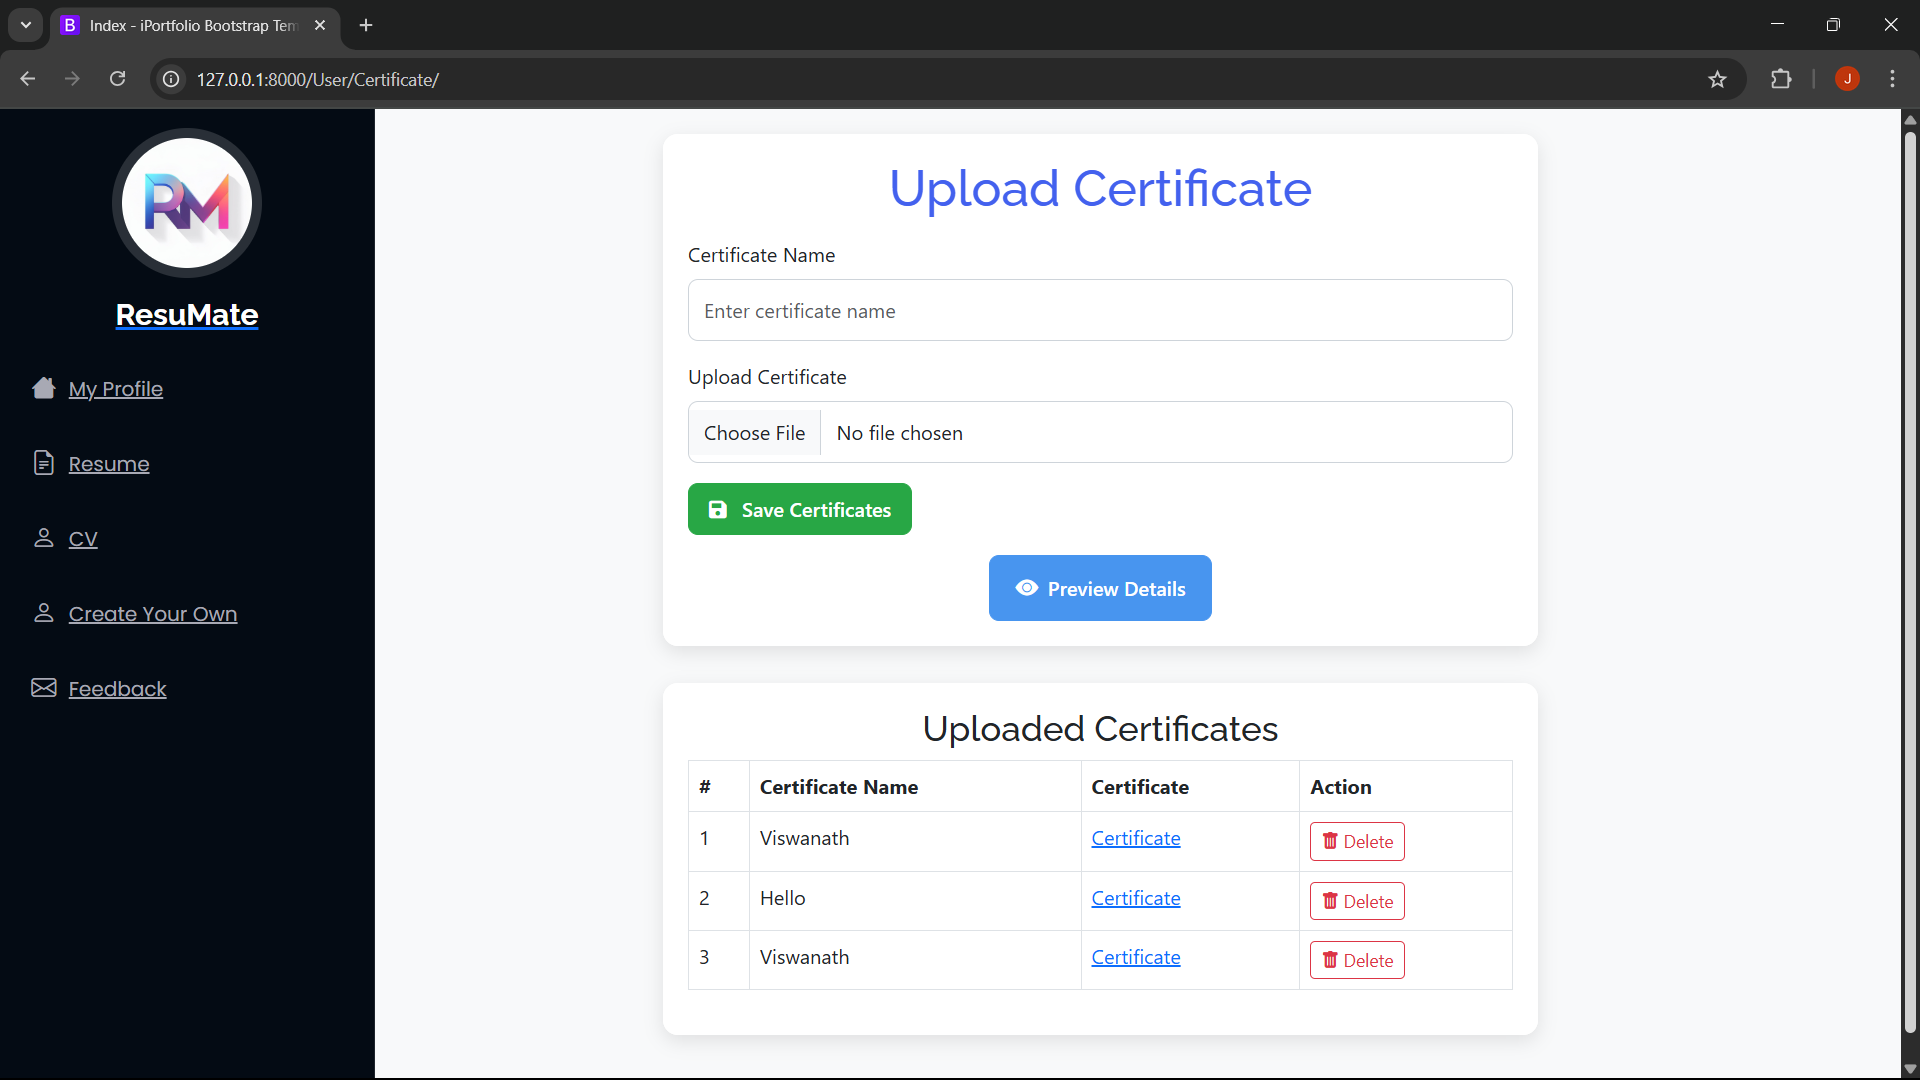 Index - iPortfolio Bootstrap Tem
127.0.0.1:8000/User/Certificate/
J
RM
ResuMate
My Profile
Resume
CV
Create Your Own
Feedback
Upload Certificate
Certificate Name
Enter certificate name
Upload Certificate
Choose File No file chosen
Save Certificates
Preview Details
Uploaded Certificates
# Certificate Name Certificate Action
1 Viswanath Certificate Delete
2 Hello Certificate Delete
3 Viswanath Certificate Delete